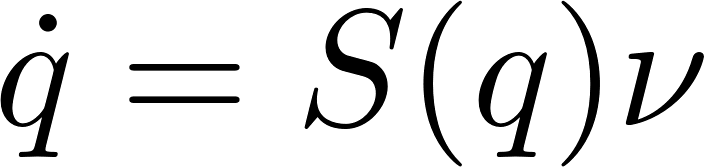 q̇ = S(q)ν